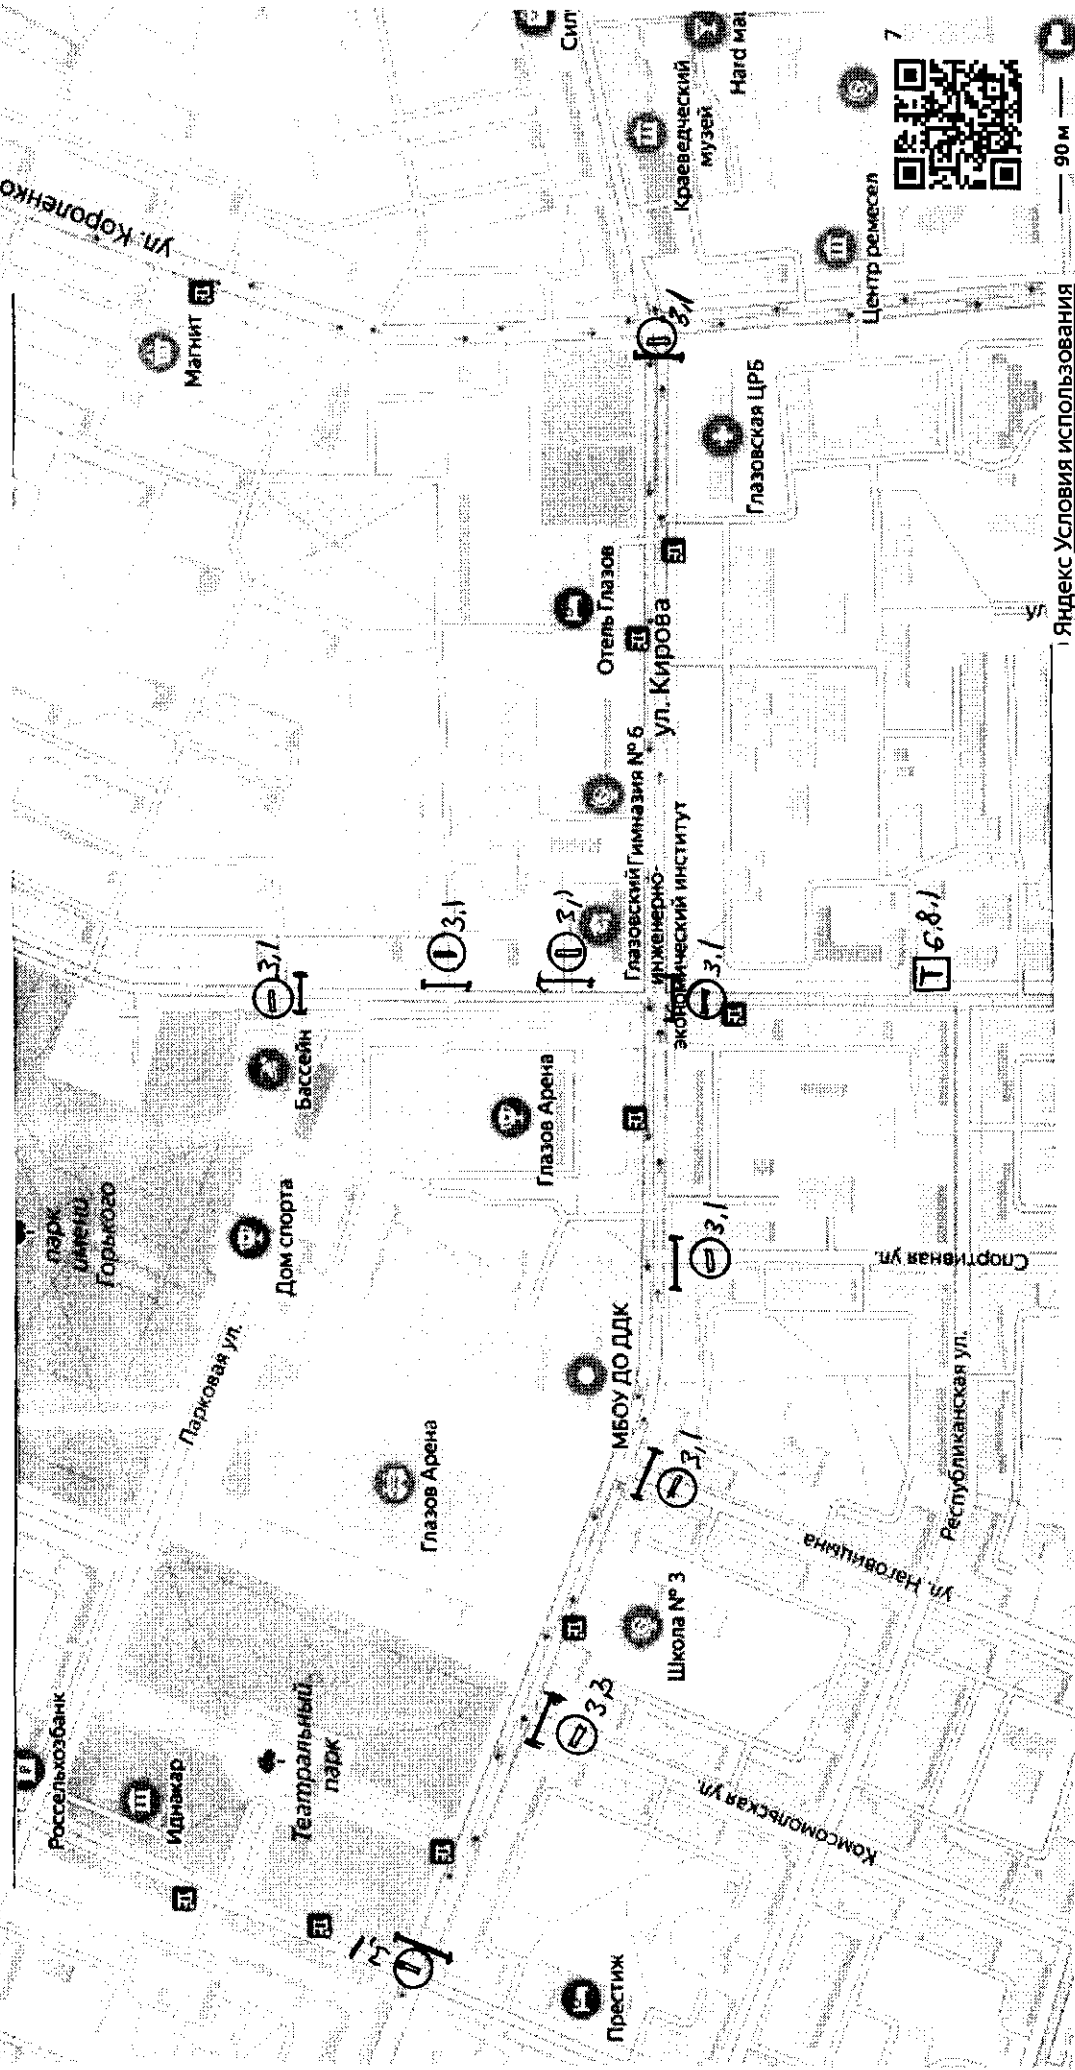 Россельхозбанк
Иднакар
Театральный
парк
Престиж
3,1
3,3
Школа № 3
Комсомольская ул.
ул. Наговицына
Республиканская ул.
Спортивная ул.
Парковая ул.
парк
имени
Горького
Дом спорта
Бассейн
Глазов Арена
Глазов Арена
МБОУ ДО ДДК
3,1
3,1
3,1
3,1
3,1
3,1
Т 6.8.1
Глазовский
инженерно-
экономический институт
Гимназия № 6
ул. Кирова
Отель Глазов
Глазовская ЦРБ
3,1
Магнит
ул. Короленко
Краеведческий
музей
Центр ремесел
7
90 м
Яндекс Условия использования